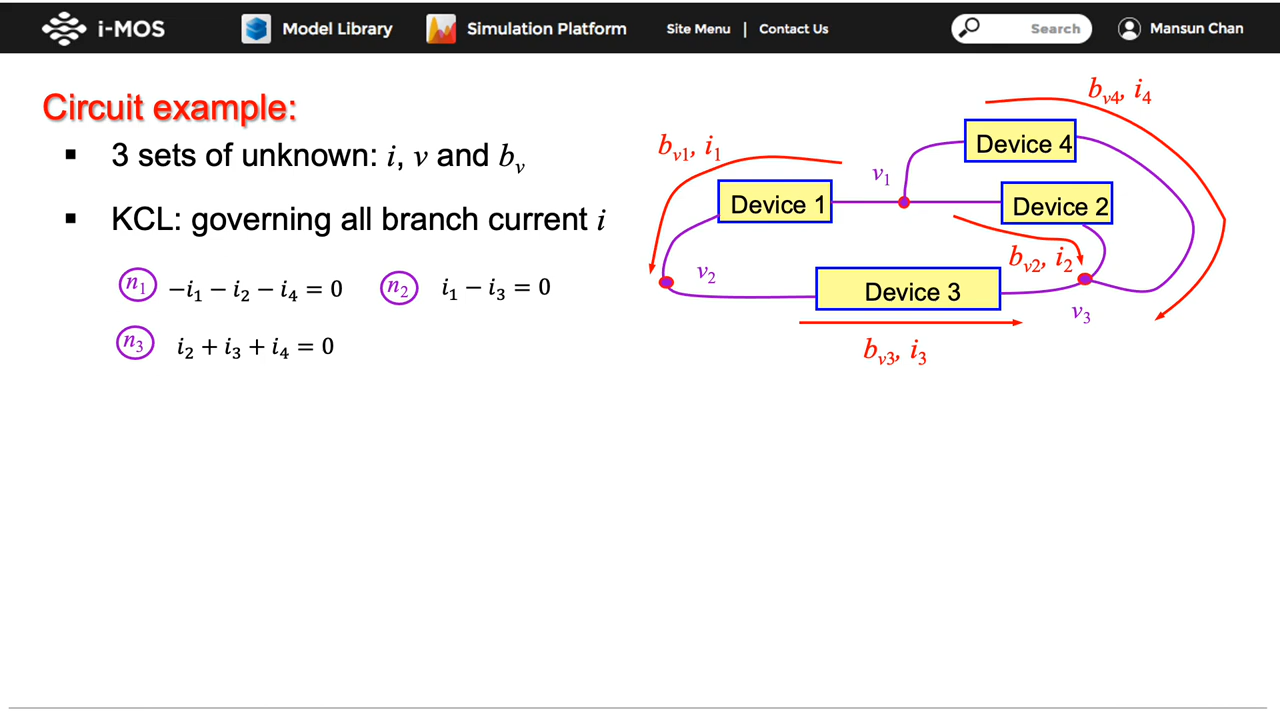 i-MOS Model Library Simulation Platform Site Menu | Contact Us Search Mansun Chan
Circuit example:
▪ 3 sets of unknown: i, v and bᵥ
▪ KCL: governing all branch current i
n₁ −i₁ − i₂ − i₄ = 0 n₂ i₁ − i₃ = 0
n₃ i₂ + i₃ + i₄ = 0
bᵥ₄, i₄
Device 4
bᵥ₁, i₁
v₁
Device 1
Device 2
bᵥ₂, i₂
v₂
Device 3
v₃
bᵥ₃, i₃